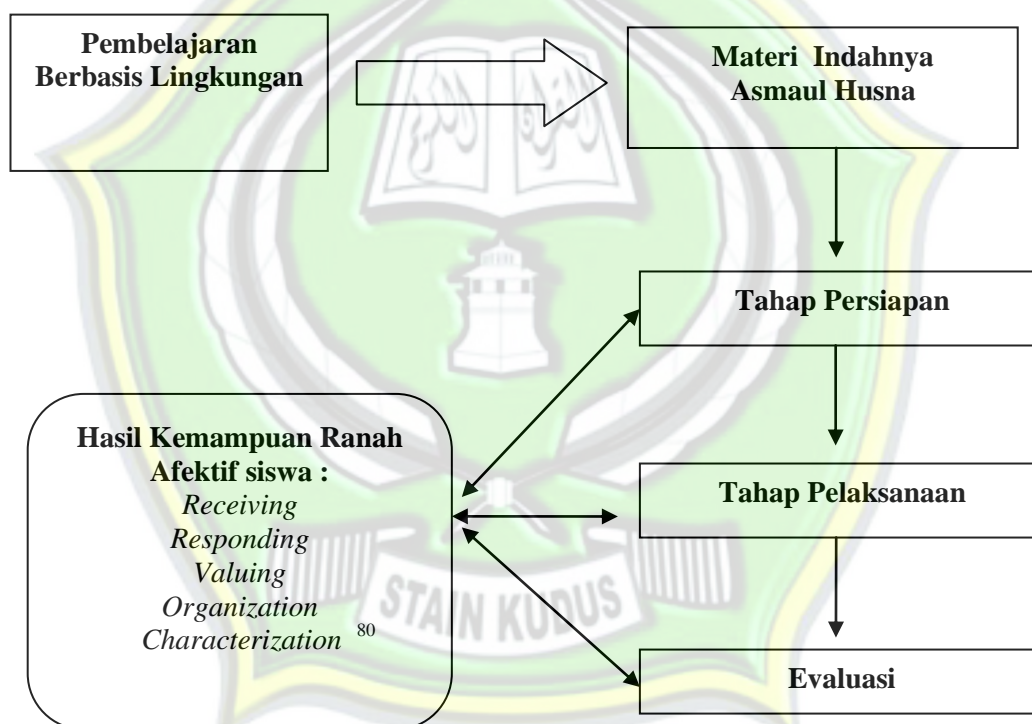 Pembelajaran
Berbasis Lingkungan
Materi Indahnya
Asmaul Husna
Tahap Persiapan
Hasil Kemampuan Ranah
Afektif siswa :
Receiving
Responding
Valuing
Organization
Characterization 80
Tahap Pelaksanaan
Evaluasi
STAIN KUDUS